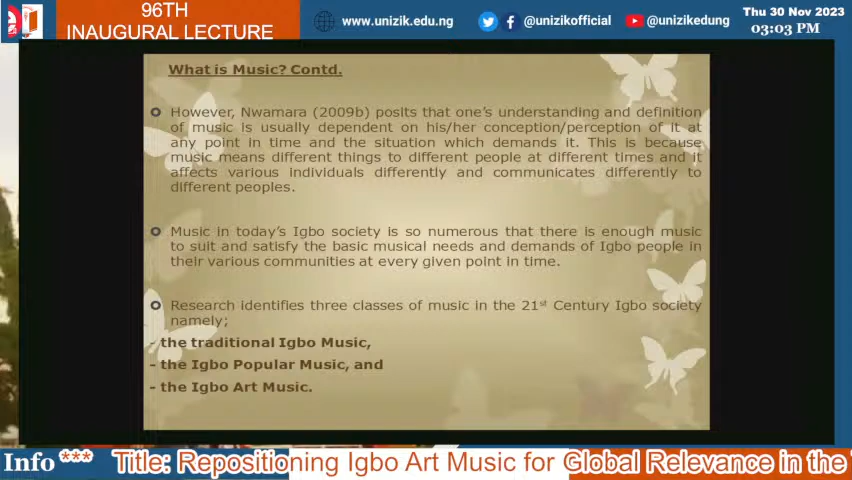 96TH
INAUGURAL LECTURE
www.unizik.edu.ng
@unizikofficial
@unizikedung
Thu 30 Nov 2023
03:03 PM
What is Music? Contd.
However, Nwamara (2009b) posits that one's understanding and definition
of music is usually dependent on his/her conception/perception of it at
any point in time and the situation which demands it. This is because
music means different things to different people at different times and it
affects various individuals differently and communicates differently to
different peoples.
Music in today's Igbo society is so numerous that there is enough music
to suit and satisfy the basic musical needs and demands of Igbo people in
their various communities at every given point in time.
Research identifies three classes of music in the 21st Century Igbo society
namely;
- the traditional Igbo Music,
- the Igbo Popular Music, and
- the Igbo Art Music.
Info *** Title: Repositioning Igbo Art Music for Global Relevance in the